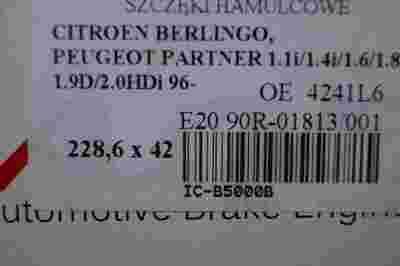 SZCZĘKI HAMULCOWE
CITROEN BERLINGO,
PEUGEOT PARTNER 1.1i/1.4i/1.6/1.8
1.9D/2.0HDi 96-
OE 4241L6
E20 90R-01813/001
228,6 x 42
IC-B5000B
utomotive Brake Engin